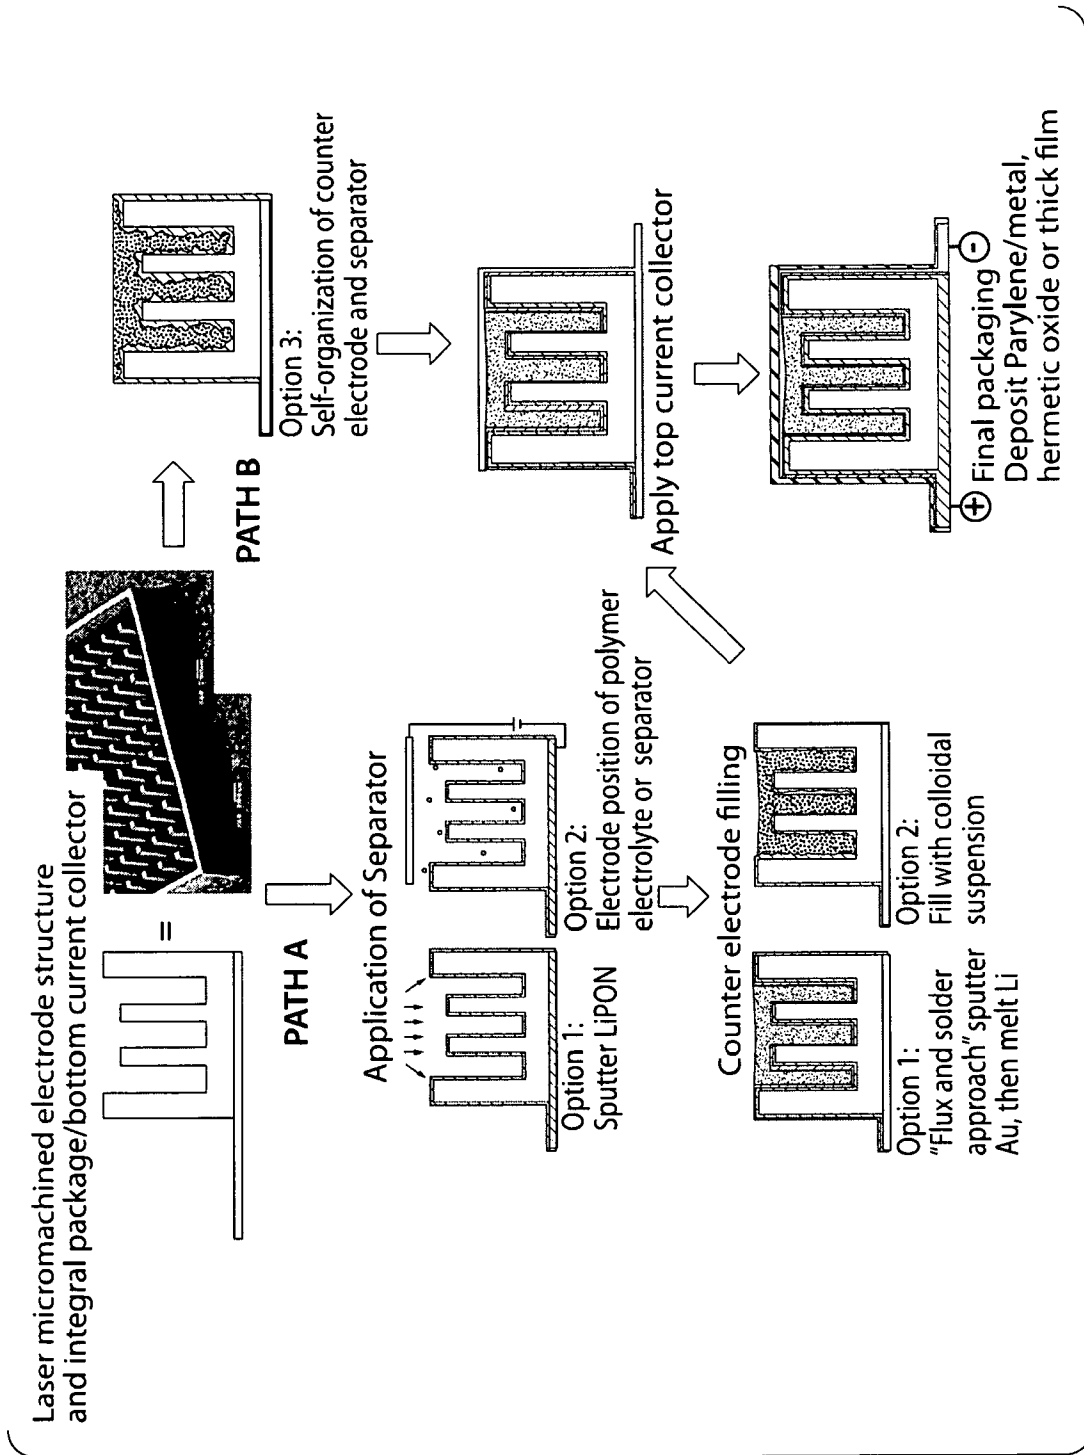 Laser micromachined electrode structure
and integral package/bottom current collector
=
PATH A
PATH B
Application of Separator
Option 1:
Sputter LiPON
Option 2:
Electrode position of polymer
electrolyte or separator
Counter electrode filling
Option 1:
"Flux and solder
approach" sputter
Au, then melt Li
Option 2:
Fill with colloidal
suspension
Option 3:
Self-organization of counter
electrode and separator
Apply top current collector
+
-
Final packaging
Deposit Parylene/metal,
hermetic oxide or thick film